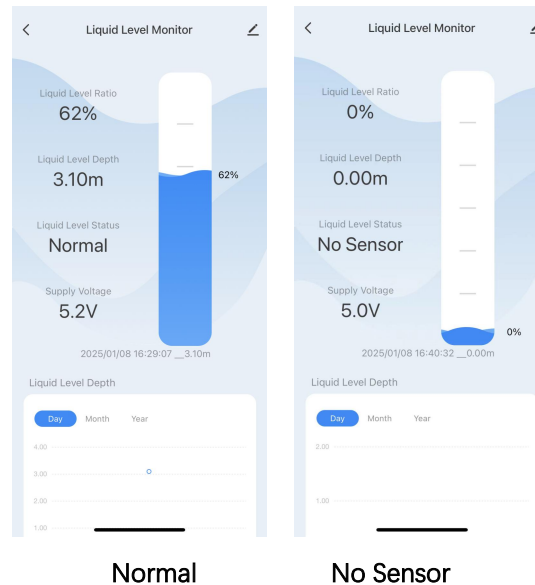 Liquid Level Monitor
Liquid Level Ratio
62%
Liquid Level Depth
3.10m
62%
Liquid Level Status
Normal
Supply Voltage
5.2V
2025/01/08 16:29:07 __3.10m
Liquid Level Depth
Day Month Year
4.00
3.00
2.00
1.00
Normal
Liquid Level Monitor
Liquid Level Ratio
0%
Liquid Level Depth
0.00m
Liquid Level Status
No Sensor
Supply Voltage
5.0V
0%
2025/01/08 16:40:32 __0.00m
Liquid Level Depth
Day Month Year
2.00
1.00
No Sensor